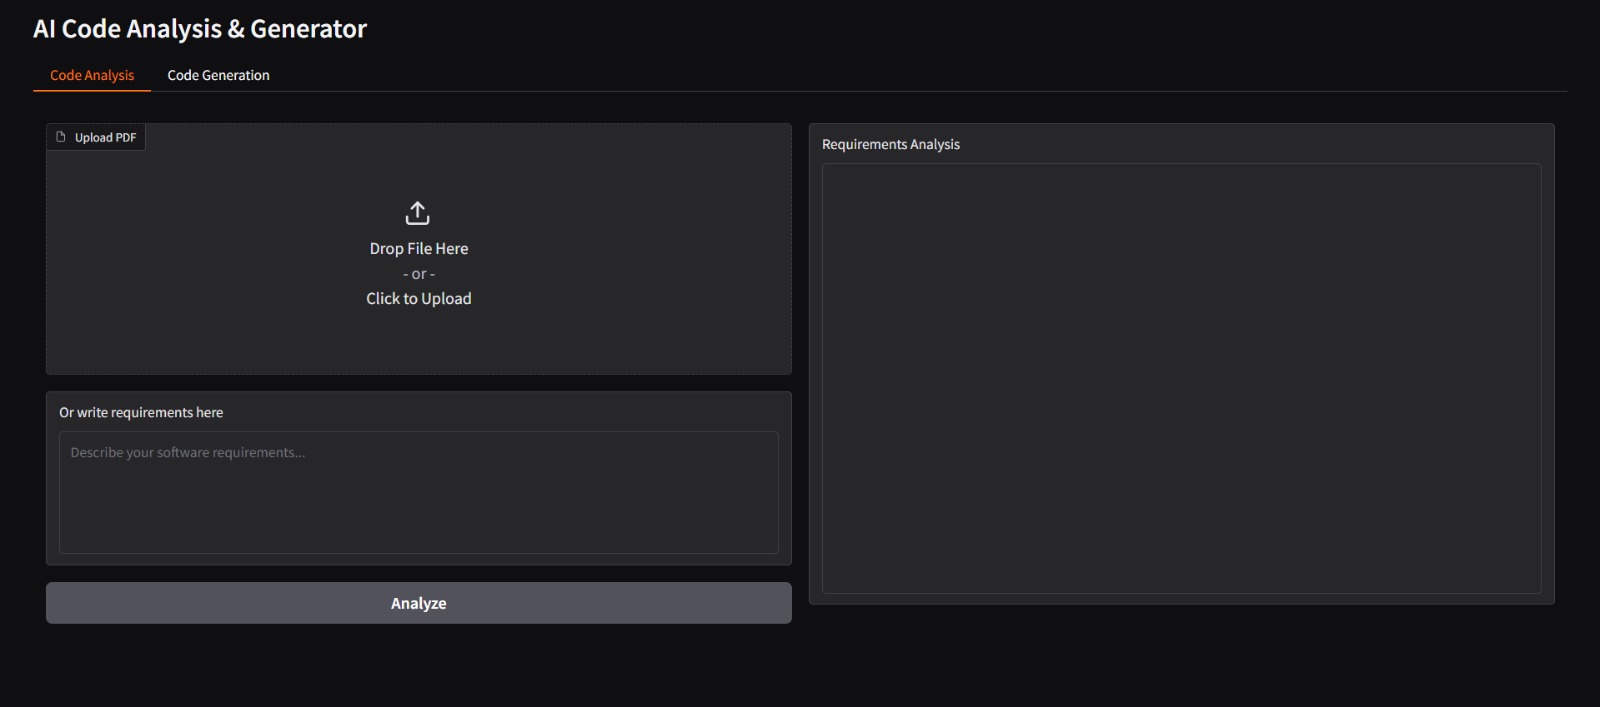 AI Code Analysis & Generator
Code Analysis
Code Generation
Upload PDF
Drop File Here
- or -
Click to Upload
Or write requirements here
Describe your software requirements...
Analyze
Requirements Analysis